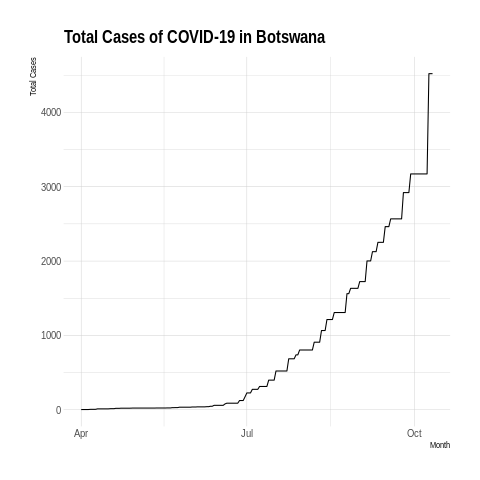 Total Cases of COVID-19 in Botswana
Total Cases
4000
3000
2000
1000
0
Apr
Jul
Oct
Month